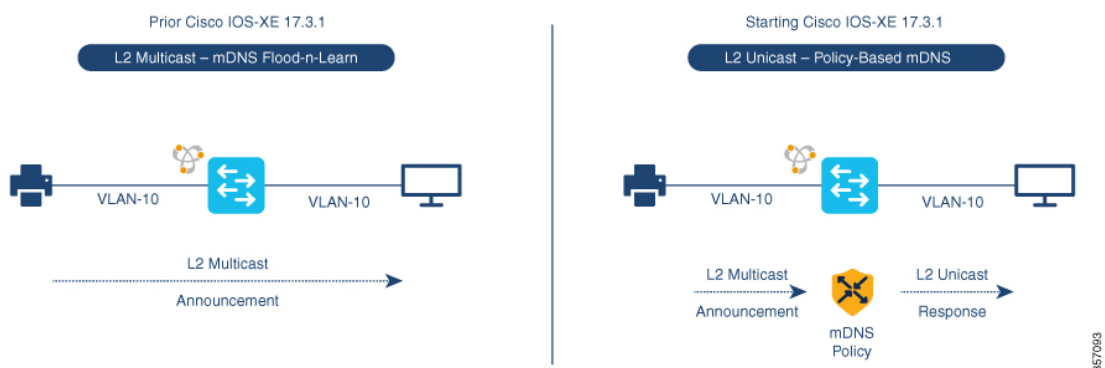 Prior Cisco IOS-XE 17.3.1
L2 Multicast – mDNS Flood-n-Learn
VLAN-10
VLAN-10
L2 Multicast
Announcement
Starting Cisco IOS-XE 17.3.1
L2 Unicast – Policy-Based mDNS
VLAN-10
VLAN-10
L2 Multicast
Announcement
mDNS
Policy
L2 Unicast
Response
357093